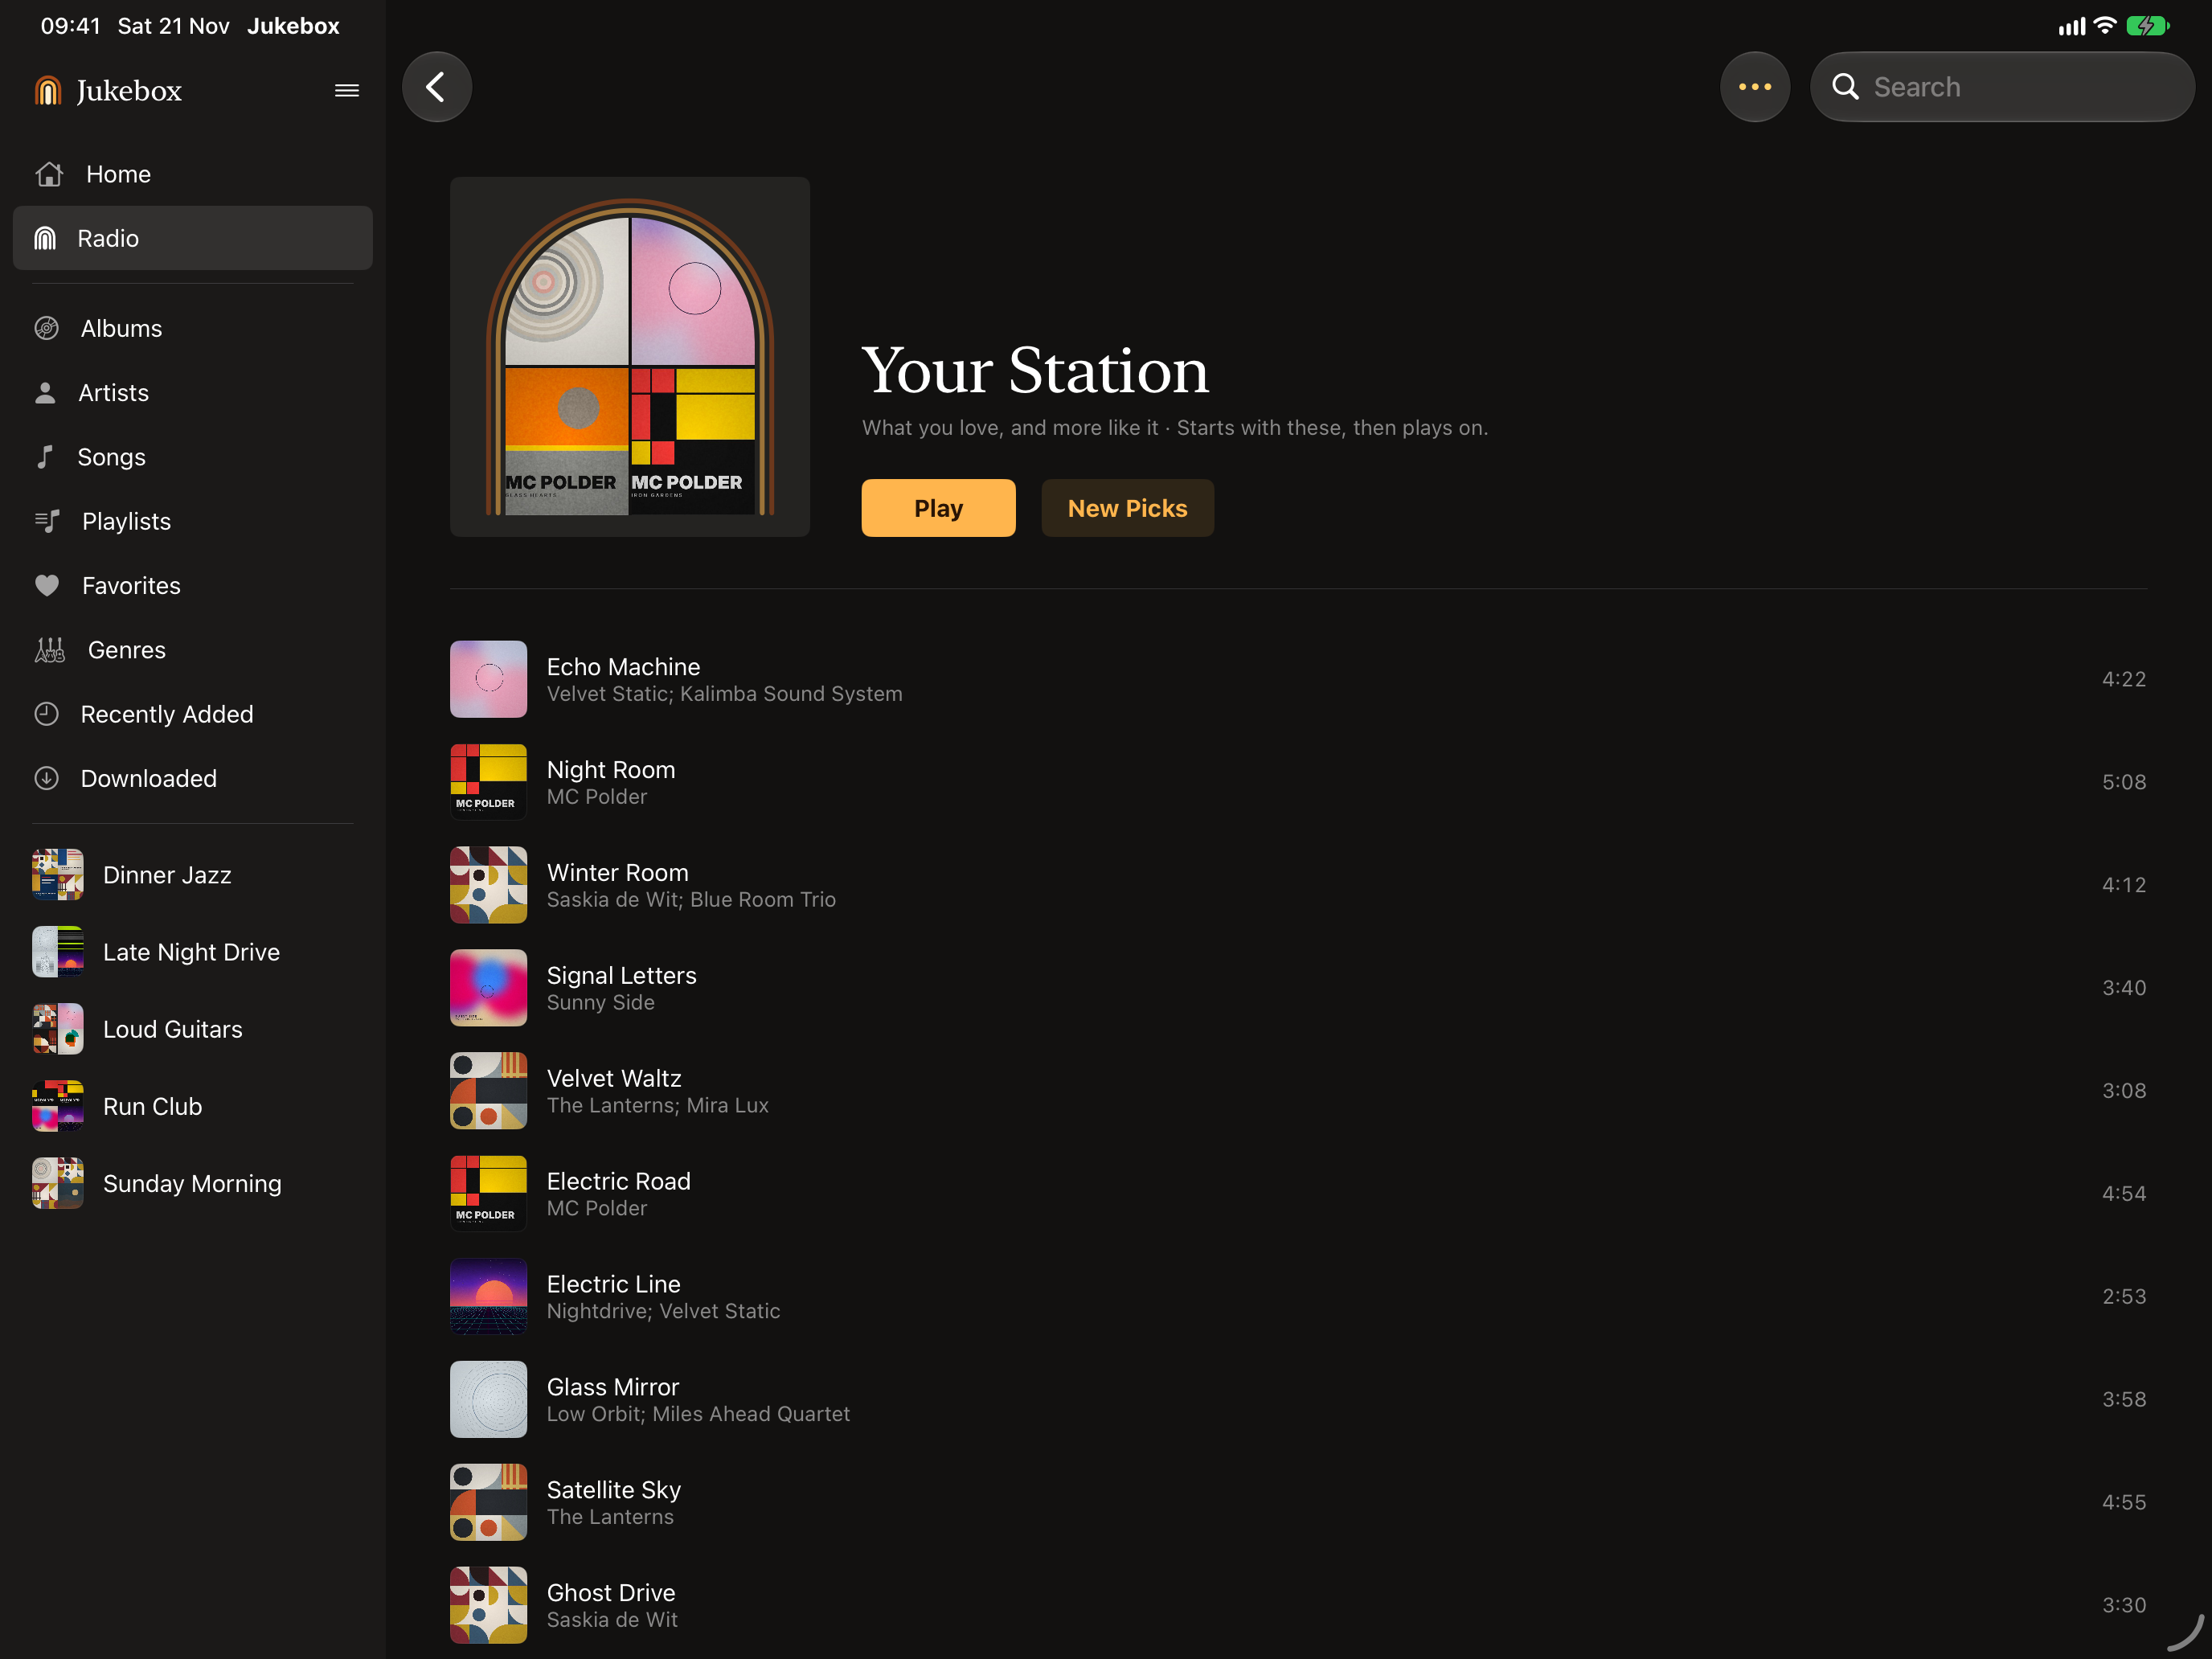 09:41 Sat 21 Nov Jukebox
Jukebox
Search
Home
Radio
Albums
Artists
Songs
Playlists
Favorites
Genres
Recently Added
Downloaded
Dinner Jazz
Late Night Drive
Loud Guitars
Run Club
Sunday Morning
MC POLDER
GLASS HEARTS
MC POLDER
IRON GARDENS
Your Station
What you love, and more like it · Starts with these, then plays on.
Play
New Picks
Echo Machine
Velvet Static; Kalimba Sound System
4:22
MC POLDER
Night Room
MC Polder
5:08
Winter Room
Saskia de Wit; Blue Room Trio
4:12
Signal Letters
Sunny Side
3:40
Velvet Waltz
The Lanterns; Mira Lux
3:08
MC POLDER
Electric Road
MC Polder
4:54
Electric Line
Nightdrive; Velvet Static
2:53
Glass Mirror
Low Orbit; Miles Ahead Quartet
3:58
Satellite Sky
The Lanterns
4:55
Ghost Drive
Saskia de Wit
3:30